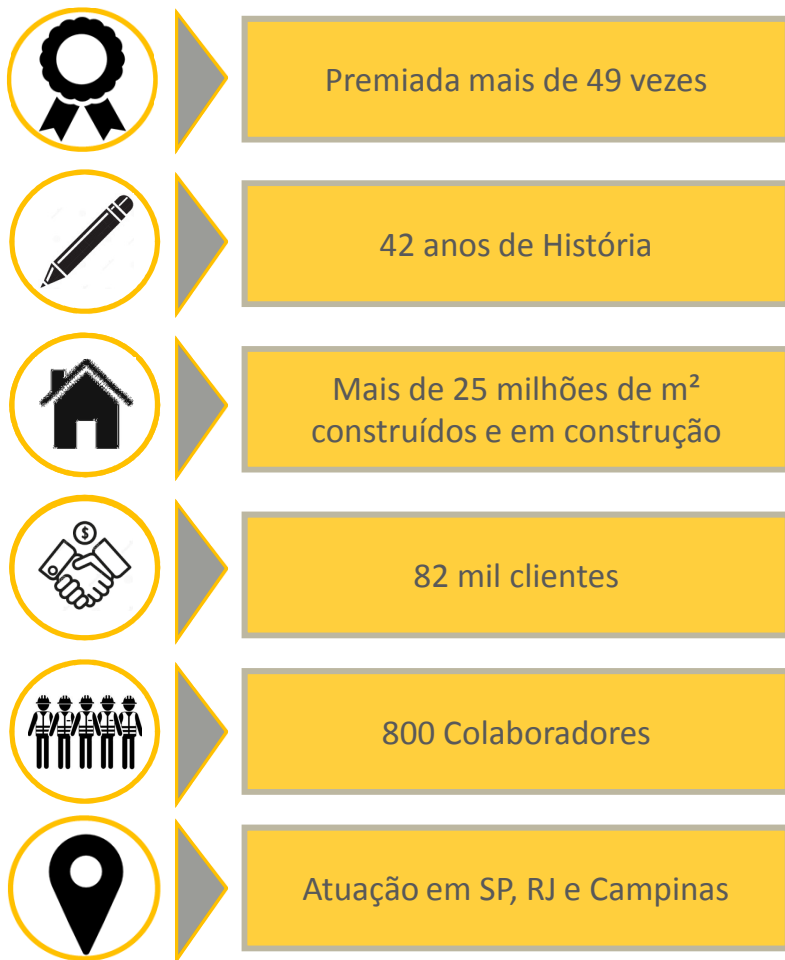 Premiada mais de 49 vezes
42 anos de História
Mais de 25 milhões de m²
construídos e em construção
$
82 mil clientes
800 Colaboradores
Atuação em SP, RJ e Campinas